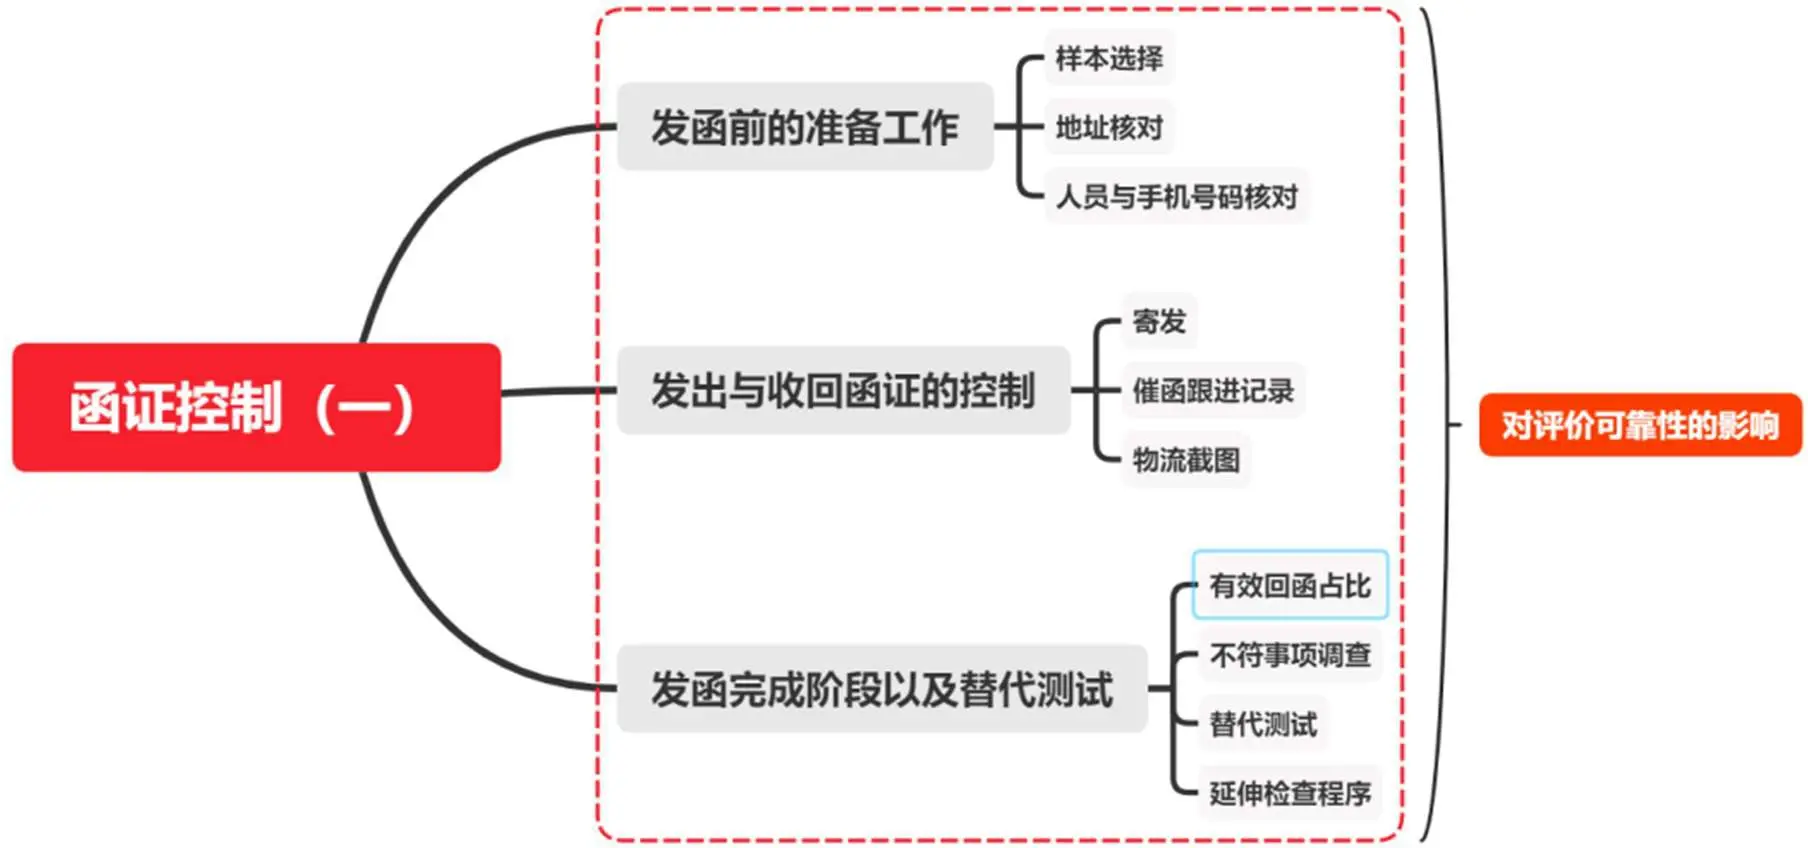 函证控制（一）
发函前的准备工作
样本选择
地址核对
人员与手机号码核对
发出与收回函证的控制
寄发
催函跟进记录
物流截图
发函完成阶段以及替代测试
有效回函占比
不符事项调查
替代测试
延伸检查程序
对评价可靠性的影响